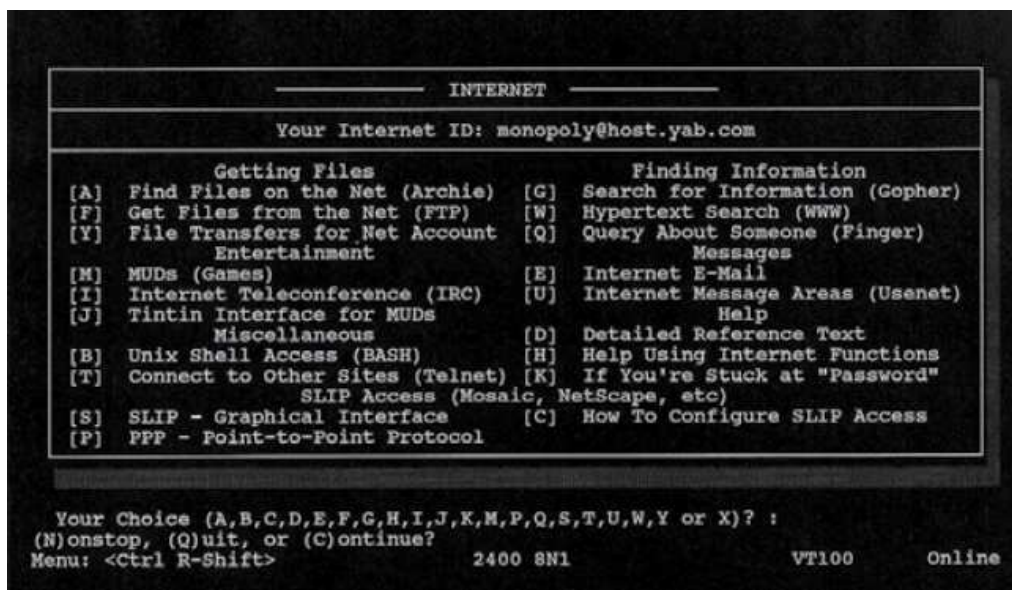 INTERNET
Your Internet ID: monopoly@host.yab.com
Getting Files Finding Information
[A] Find Files on the Net (Archie) [G] Search for Information (Gopher)
[F] Get Files from the Net (FTP) [W] Hypertext Search (WWW)
[Y] File Transfers for Net Account [Q] Query About Someone (Finger)
Entertainment Messages
[M] MUDs (Games) [E] Internet E-Mail
[I] Internet Teleconference (IRC) [U] Internet Message Areas (Usenet)
[J] Tintin Interface for MUDs Help
Miscellaneous [D] Detailed Reference Text
[B] Unix Shell Access (BASH) [H] Help Using Internet Functions
[T] Connect to Other Sites (Telnet) [K] If You're Stuck at "Password"
SLIP Access (Mosaic, NetScape, etc)
[S] SLIP - Graphical Interface [C] How To Configure SLIP Access
[P] PPP - Point-to-Point Protocol
Your Choice (A,B,C,D,E,F,G,H,I,J,K,M,P,Q,S,T,U,W,Y or X)? :
(N)onstop, (Q)uit, or (C)ontinue?
Menu: <Ctrl R-Shift> 2400 8N1 VT100 Online